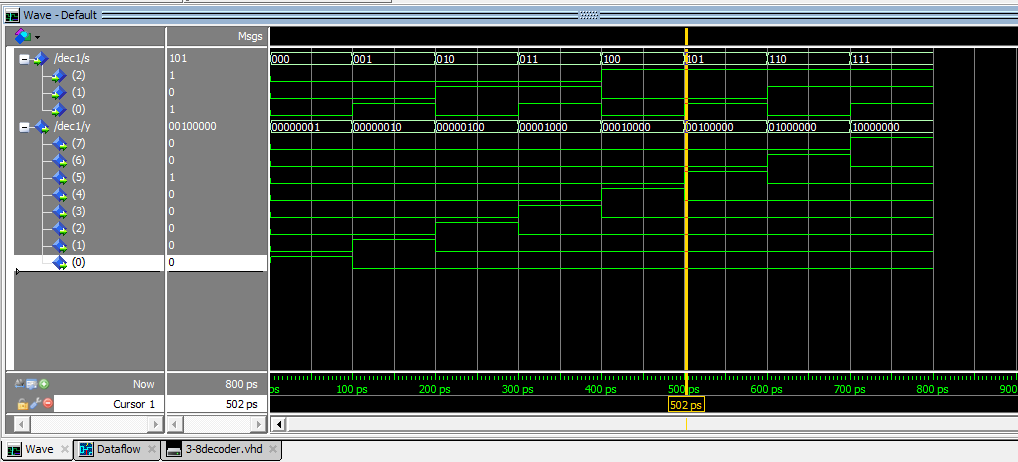 Wave - Default
Msgs
/dec1/s 101 000 001 010 011 100 101 110 111
(2) 1
(1) 0
(0) 1
/dec1/y 00100000 00000001 00000010 00000100 00001000 00010000 00100000 01000000 10000000
(7) 0
(6) 0
(5) 1
(4) 0
(3) 0
(2) 0
(1) 0
(0) 0
Now 800 ps ps 100 ps 200 ps 300 ps 400 ps 500 ps 600 ps 700 ps 800 ps 900
Cursor 1 502 ps 502 ps
Wave Dataflow 3-8decoder.vhd